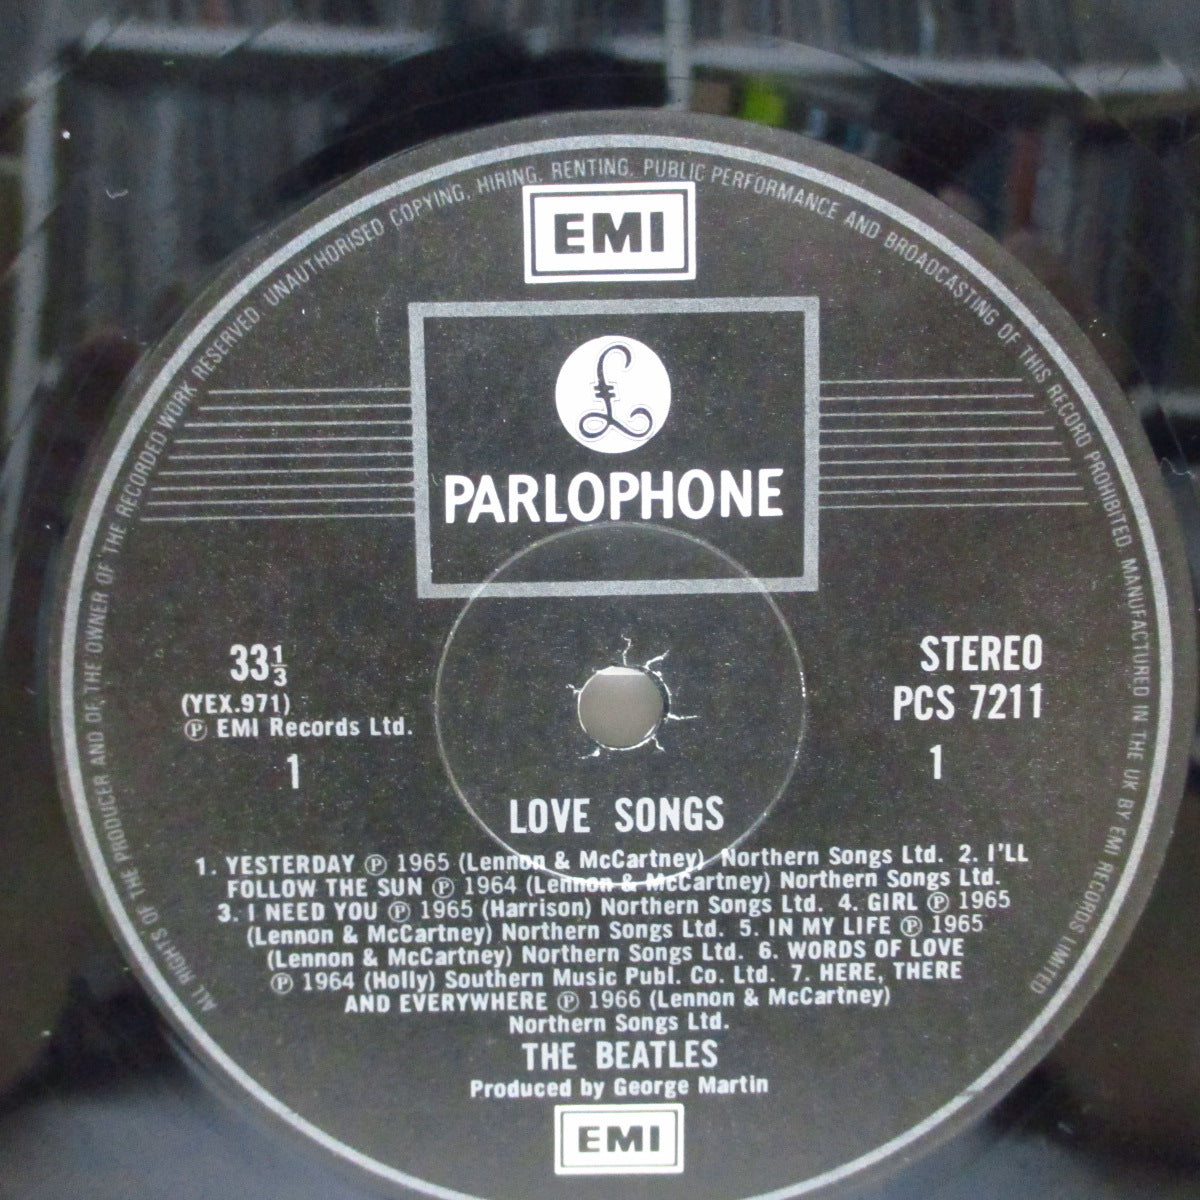 ALL RIGHTS OF THE PRODUCER AND OF THE OWNER OF THE RECORDED WORK RESERVED UNAUTHORISED COPYING, HIRING, RENTING, PUBLIC PERFORMANCE AND BROADCASTING OF THIS RECORD PROHIBITED MANUFACTURED IN THE UK BY EMI RECORDS LIMITED
EMI
£
PARLOPHONE
33⅓
(YEX.971)
Ⓟ EMI Records Ltd.
1
STEREO
PCS 7211
1
LOVE SONGS
1. YESTERDAY Ⓟ 1965 (Lennon & McCartney) Northern Songs Ltd. 2. I'LL
FOLLOW THE SUN Ⓟ 1964 (Lennon & McCartney) Northern Songs Ltd.
3. I NEED YOU Ⓟ 1965 (Harrison) Northern Songs Ltd. 4. GIRL Ⓟ 1965
(Lennon & McCartney) Northern Songs Ltd. 5. IN MY LIFE Ⓟ 1965
(Lennon & McCartney) Northern Songs Ltd. 6. WORDS OF LOVE
Ⓟ 1964 (Holly) Southern Music Publ. Co. Ltd. 7. HERE, THERE
AND EVERYWHERE Ⓟ 1966 (Lennon & McCartney)
Northern Songs Ltd.
THE BEATLES
Produced by George Martin
EMI